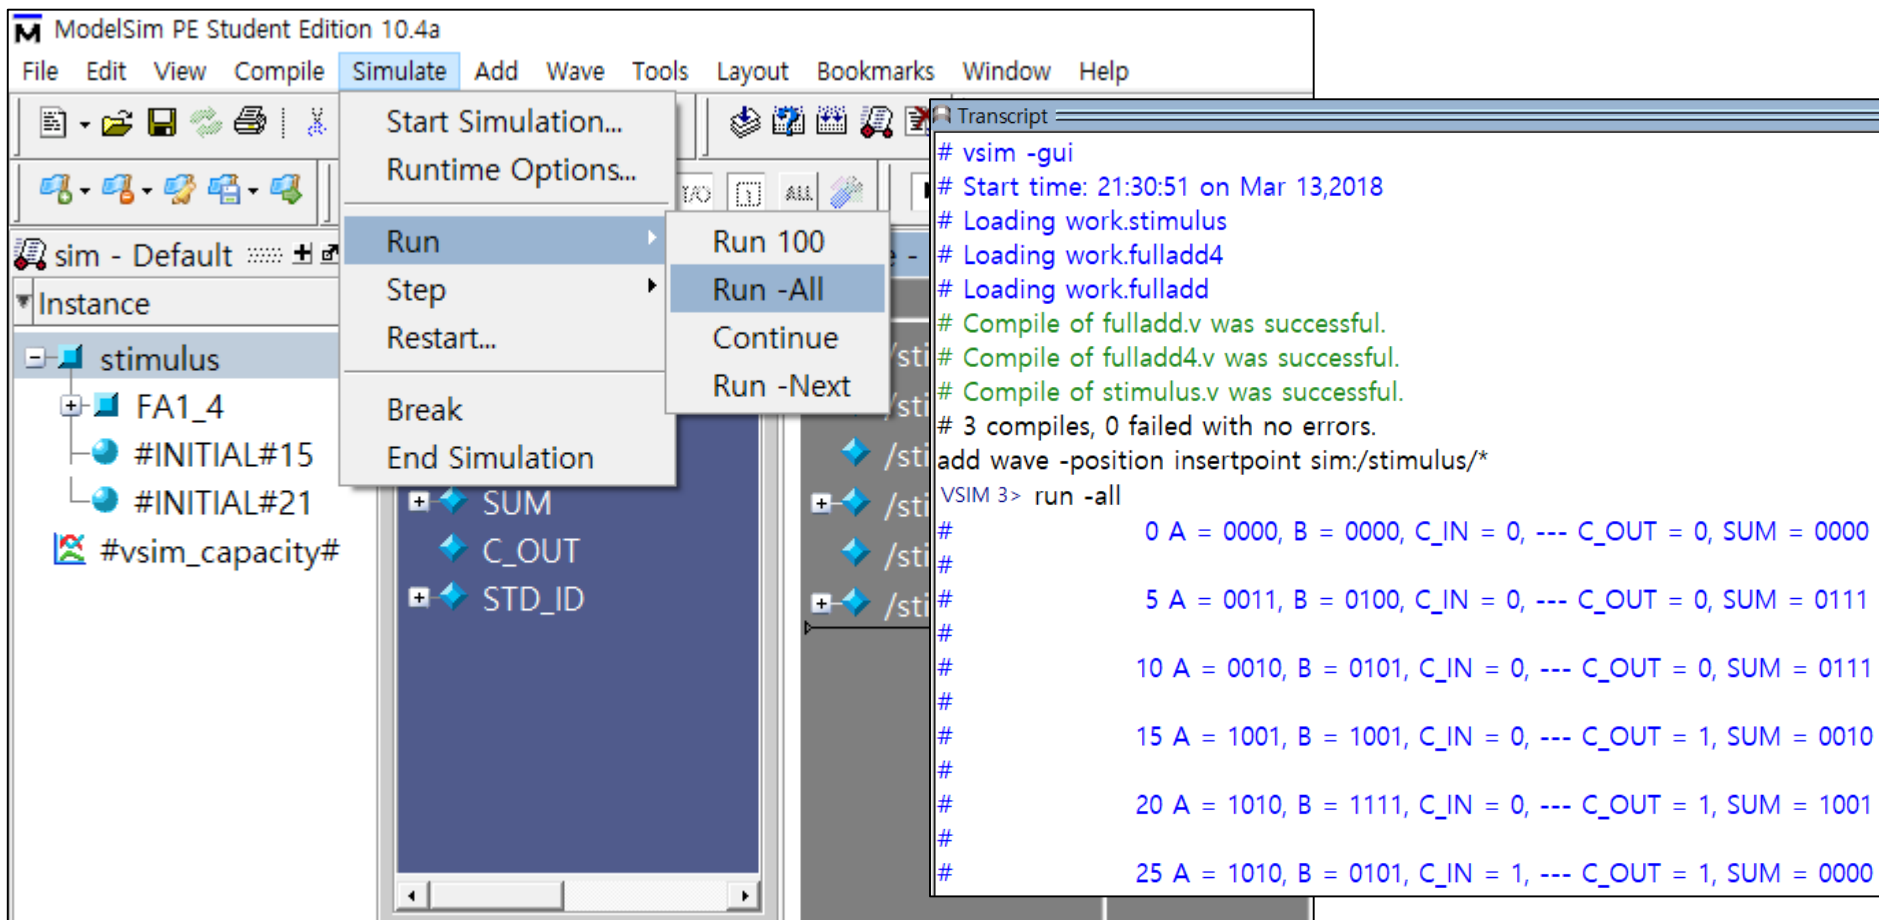 ModelSim PE Student Edition 10.4a
File Edit View Compile Simulate Add Wave Tools Layout Bookmarks Window Help
Start Simulation...
Runtime Options...
Run
Step
Restart...
Break
End Simulation
Run 100
Run -All
Continue
Run -Next
ALL
sim - Default
Instance
stimulus
FA1_4
#INITIAL#15
#INITIAL#21
#vsim_capacity#
SUM
C_OUT
STD_ID
/sti
/sti
/sti
/sti
/sti
/sti
Transcript
# vsim -gui
# Start time: 21:30:51 on Mar 13,2018
# Loading work.stimulus
# Loading work.fulladd4
# Loading work.fulladd
# Compile of fulladd.v was successful.
# Compile of fulladd4.v was successful.
# Compile of stimulus.v was successful.
# 3 compiles, 0 failed with no errors.
add wave -position insertpoint sim:/stimulus/*
VSIM 3> run -all
# 0 A = 0000, B = 0000, C_IN = 0, --- C_OUT = 0, SUM = 0000
#
# 5 A = 0011, B = 0100, C_IN = 0, --- C_OUT = 0, SUM = 0111
#
# 10 A = 0010, B = 0101, C_IN = 0, --- C_OUT = 0, SUM = 0111
#
# 15 A = 1001, B = 1001, C_IN = 0, --- C_OUT = 1, SUM = 0010
#
# 20 A = 1010, B = 1111, C_IN = 0, --- C_OUT = 1, SUM = 1001
#
# 25 A = 1010, B = 0101, C_IN = 1, --- C_OUT = 1, SUM = 0000